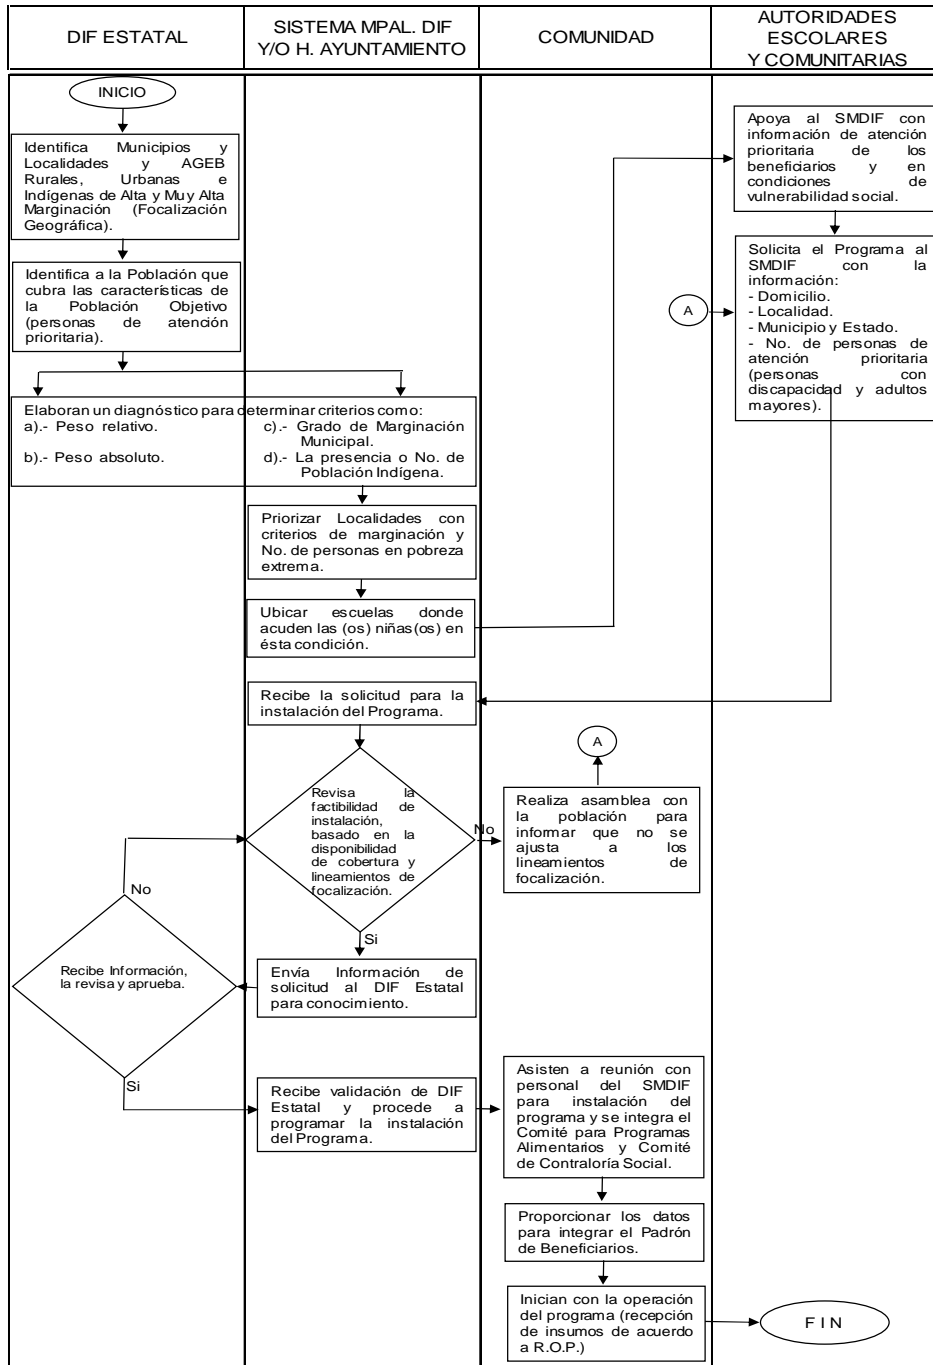 DIF ESTATAL
SISTEMA MPAL. DIF
Y/O H. AYUNTAMIENTO
COMUNIDAD
AUTORIDADES
ESCOLARES
Y COMUNITARIAS
INICIO
Identifica Municipios y
Localidades y AGEB
Rurales, Urbanas e
Indígenas de Alta y Muy Alta
Marginación (Focalización
Geográfica).
Identifica a la Población que
cubra las características de
la Población Objetivo
(personas de atención
prioritaria).
Elaboran un diagnóstico para determinar criterios como:
a).- Peso relativo.
b).- Peso absoluto.
c).- Grado de Marginación
Municipal.
d).- La presencia o No. de
Población Indígena.
Priorizar Localidades con
criterios de marginación y
No. de personas en pobreza
extrema.
Ubicar escuelas donde
acuden las (os) niñas(os) en
ésta condición.
Apoya al SMDIF con
información de atención
prioritaria de los
beneficiarios y en
condiciones de
vulnerabilidad social.
Solicita el Programa al
SMDIF con la
información:
- Domicilio.
- Localidad.
- Municipio y Estado.
- No. de personas de
atención prioritaria
(personas con
discapacidad y adultos
mayores).
A
Recibe la solicitud para la
instalación del Programa.
Revisa la
factibilidad de
instalación,
basado en la
disponibilidad
de cobertura y
lineamientos de
focalización.
No
A
Realiza asamblea con
la población para
informar que no se
ajusta a los
lineamientos de
focalización.
Si
Envía Información de
solicitud al DIF Estatal
para conocimiento.
No
Recibe Información,
la revisa y aprueba.
Si
Recibe validación de DIF
Estatal y procede a
programar la instalación
del Programa.
Asisten a reunión con
personal del SMDIF
para instalación del
programa y se integra el
Comité para Programas
Alimentarios y Comité
de Contraloría Social.
Proporcionar los datos
para integrar el Padrón
de Beneficiarios.
Inician con la operación
del programa (recepción
de insumos de acuerdo
a R.O.P.)
F I N